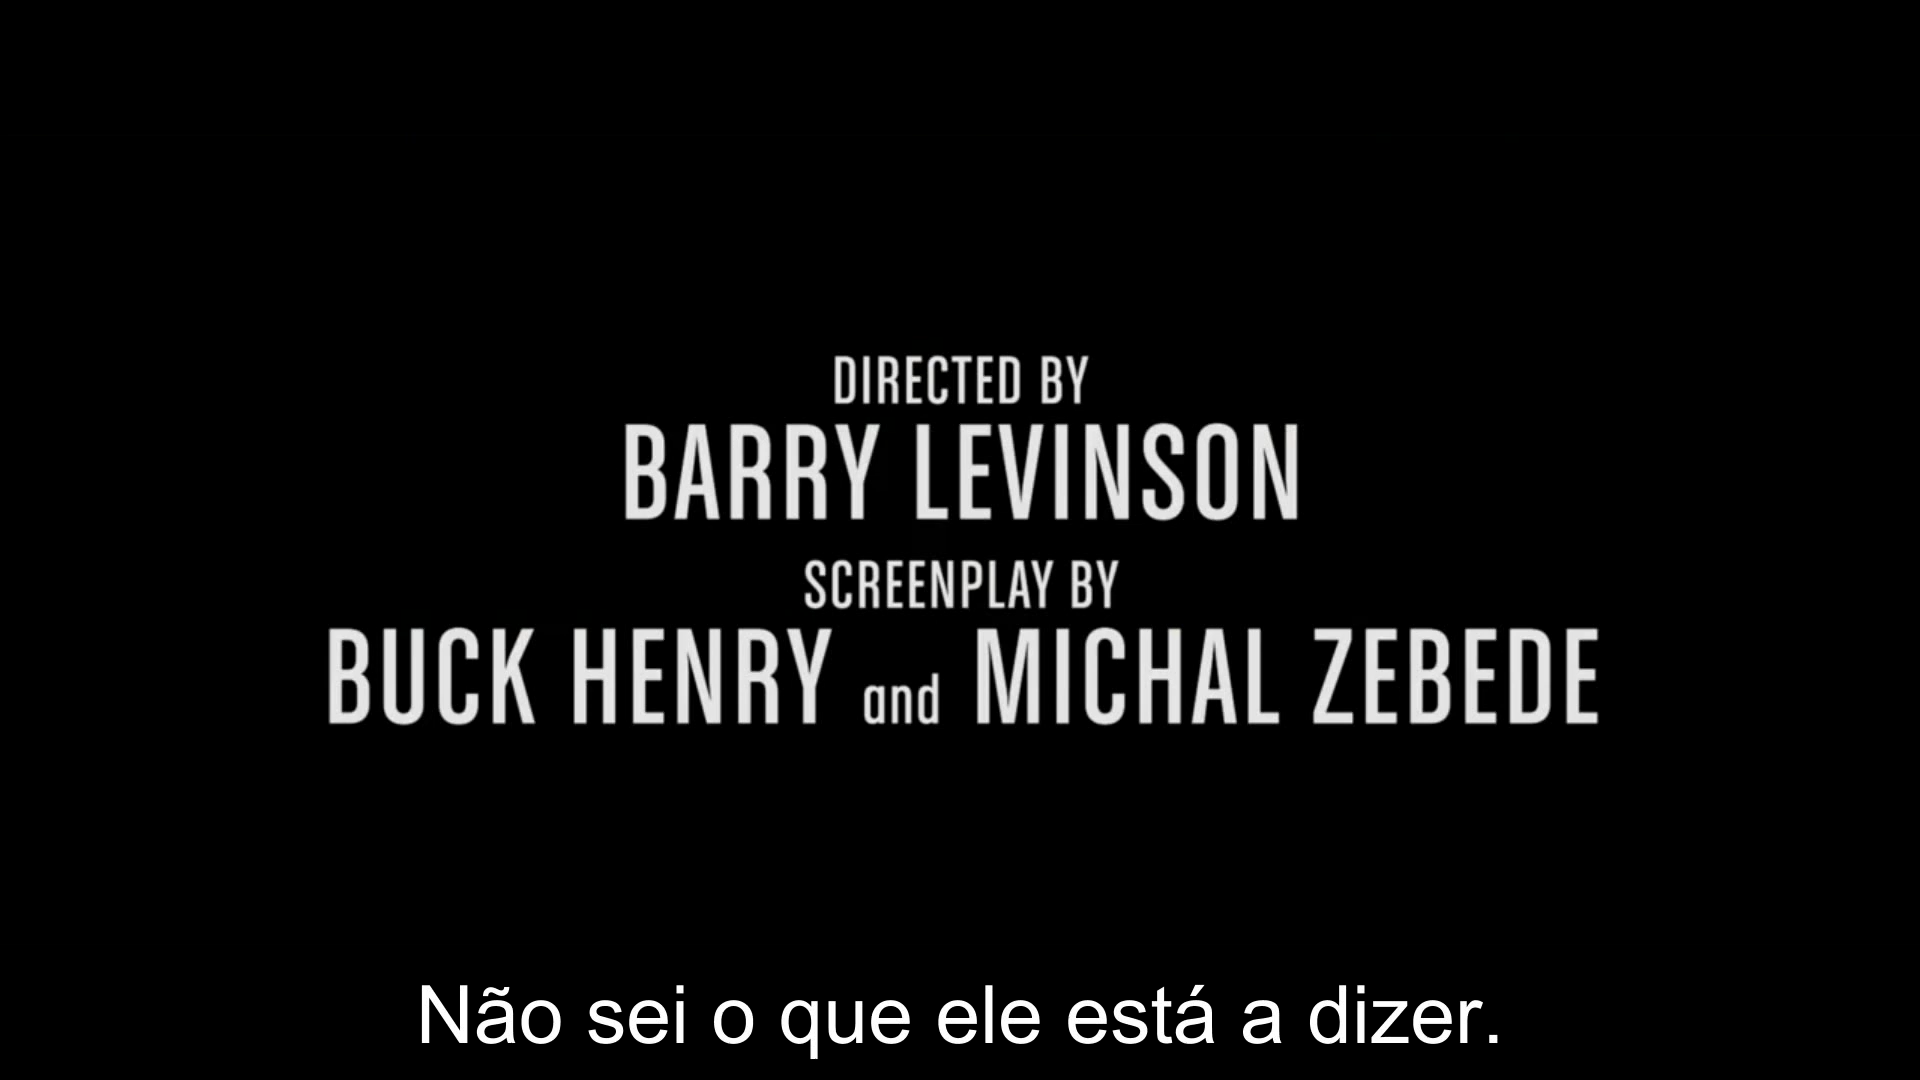 DIRECTED BY
BARRY LEVINSON
SCREENPLAY BY
BUCK HENRY and MICHAL ZEBEDE
Não sei o que ele está a dizer.